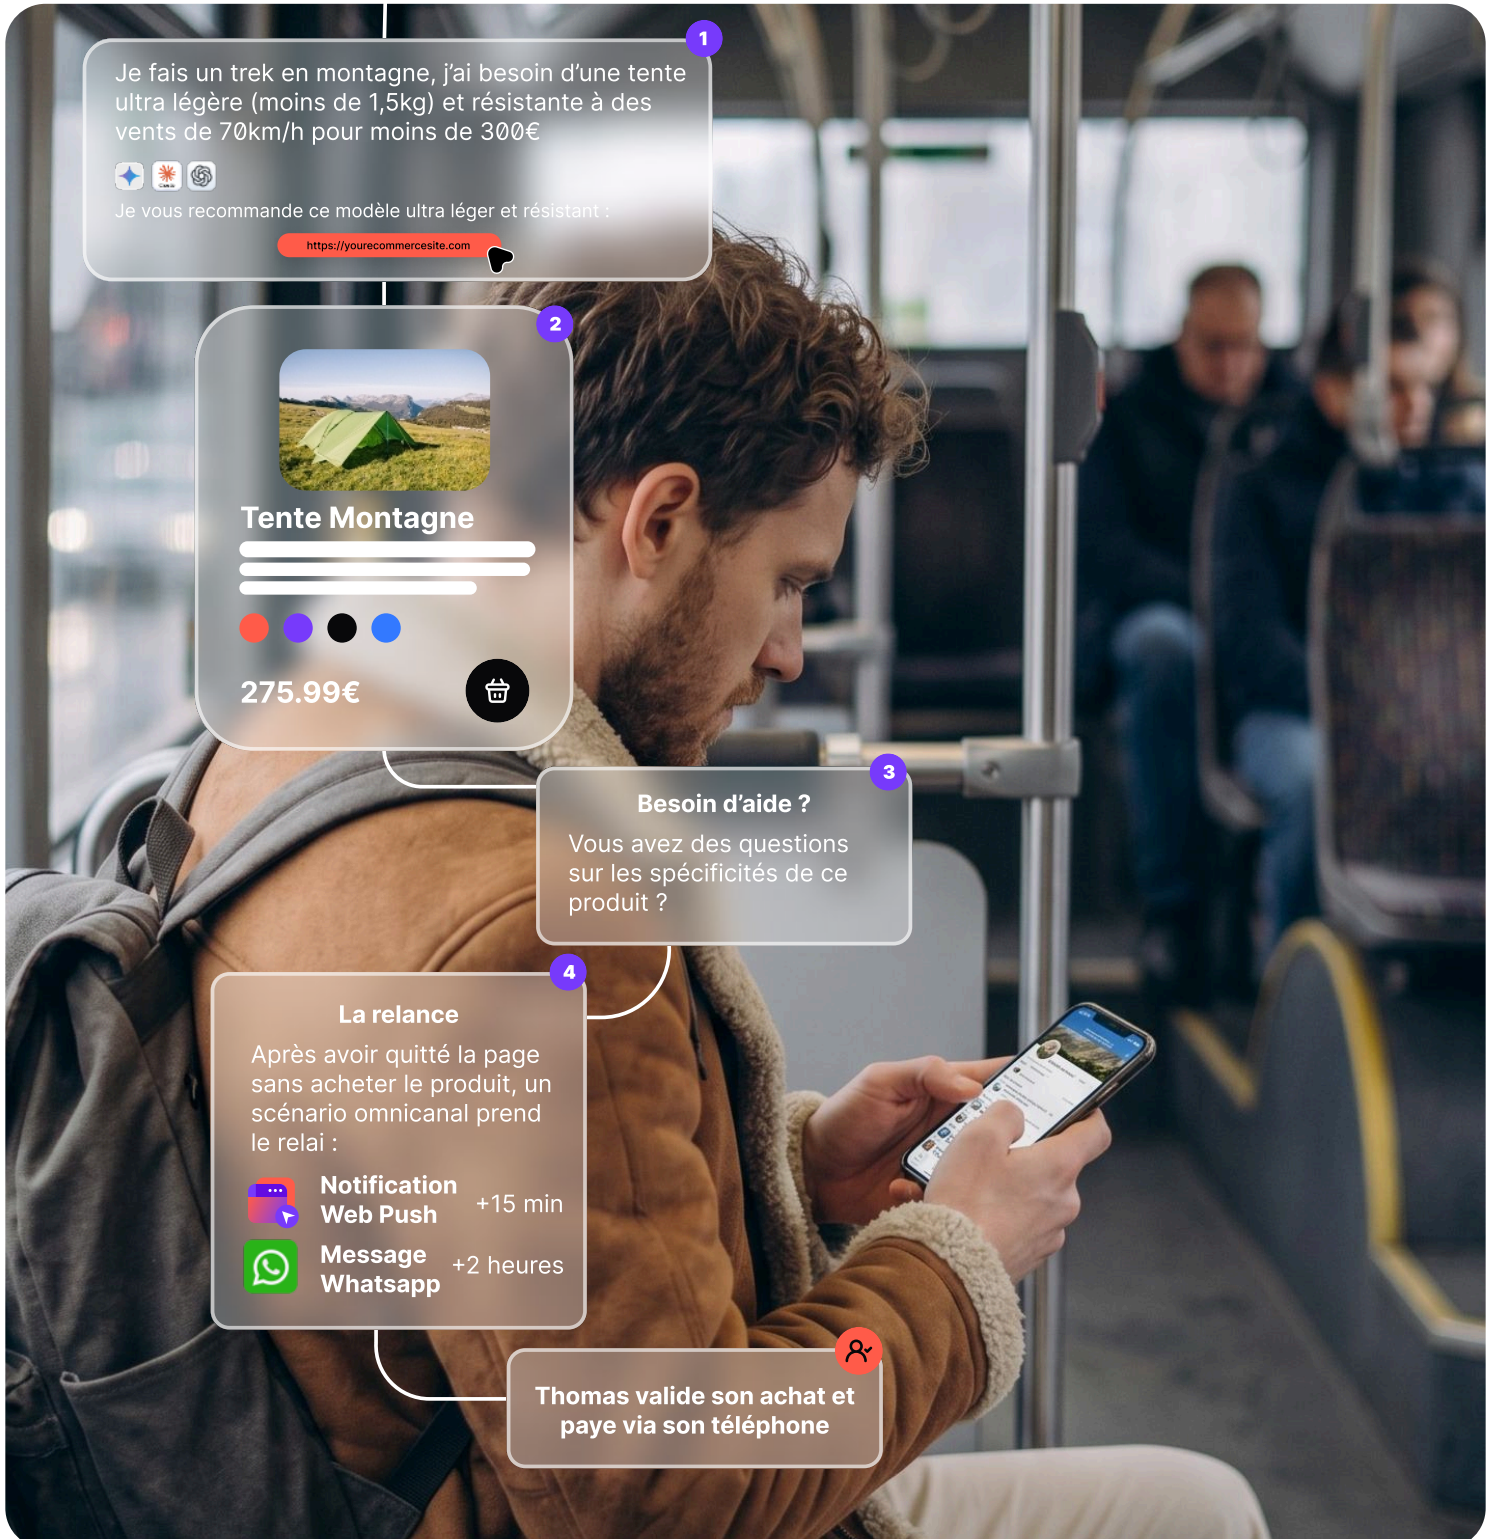 1
Je fais un trek en montagne, j’ai besoin d’une tente
ultra légère (moins de 1,5kg) et résistante à des
vents de 70km/h pour moins de 300€
Je vous recommande ce modèle ultra léger et résistant :
https://yourecommercesite.com
2
Tente Montagne
275.99€
3
Besoin d’aide ?
Vous avez des questions
sur les spécificités de ce
produit ?
4
La relance
Après avoir quitté la page
sans acheter le produit, un
scénario omnicanal prend
le relai :
Notification
Web Push
+15 min
Message
Whatsapp
+2 heures
Thomas valide son achat et
paye via son téléphone